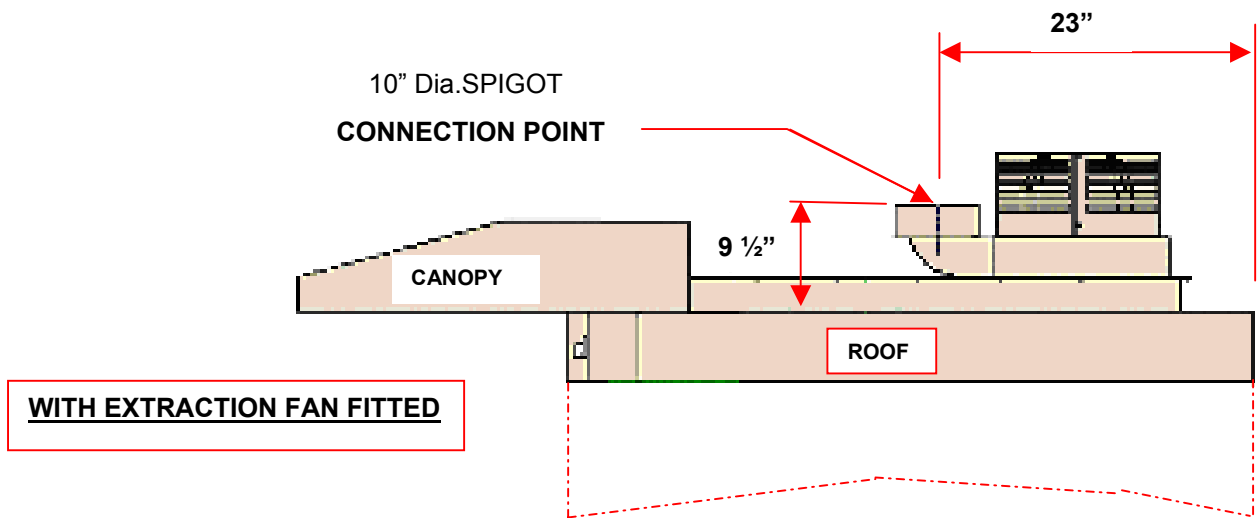 23”
10” Dia.SPIGOT
CONNECTION POINT
9 ½”
CANOPY
ROOF
WITH EXTRACTION FAN FITTED